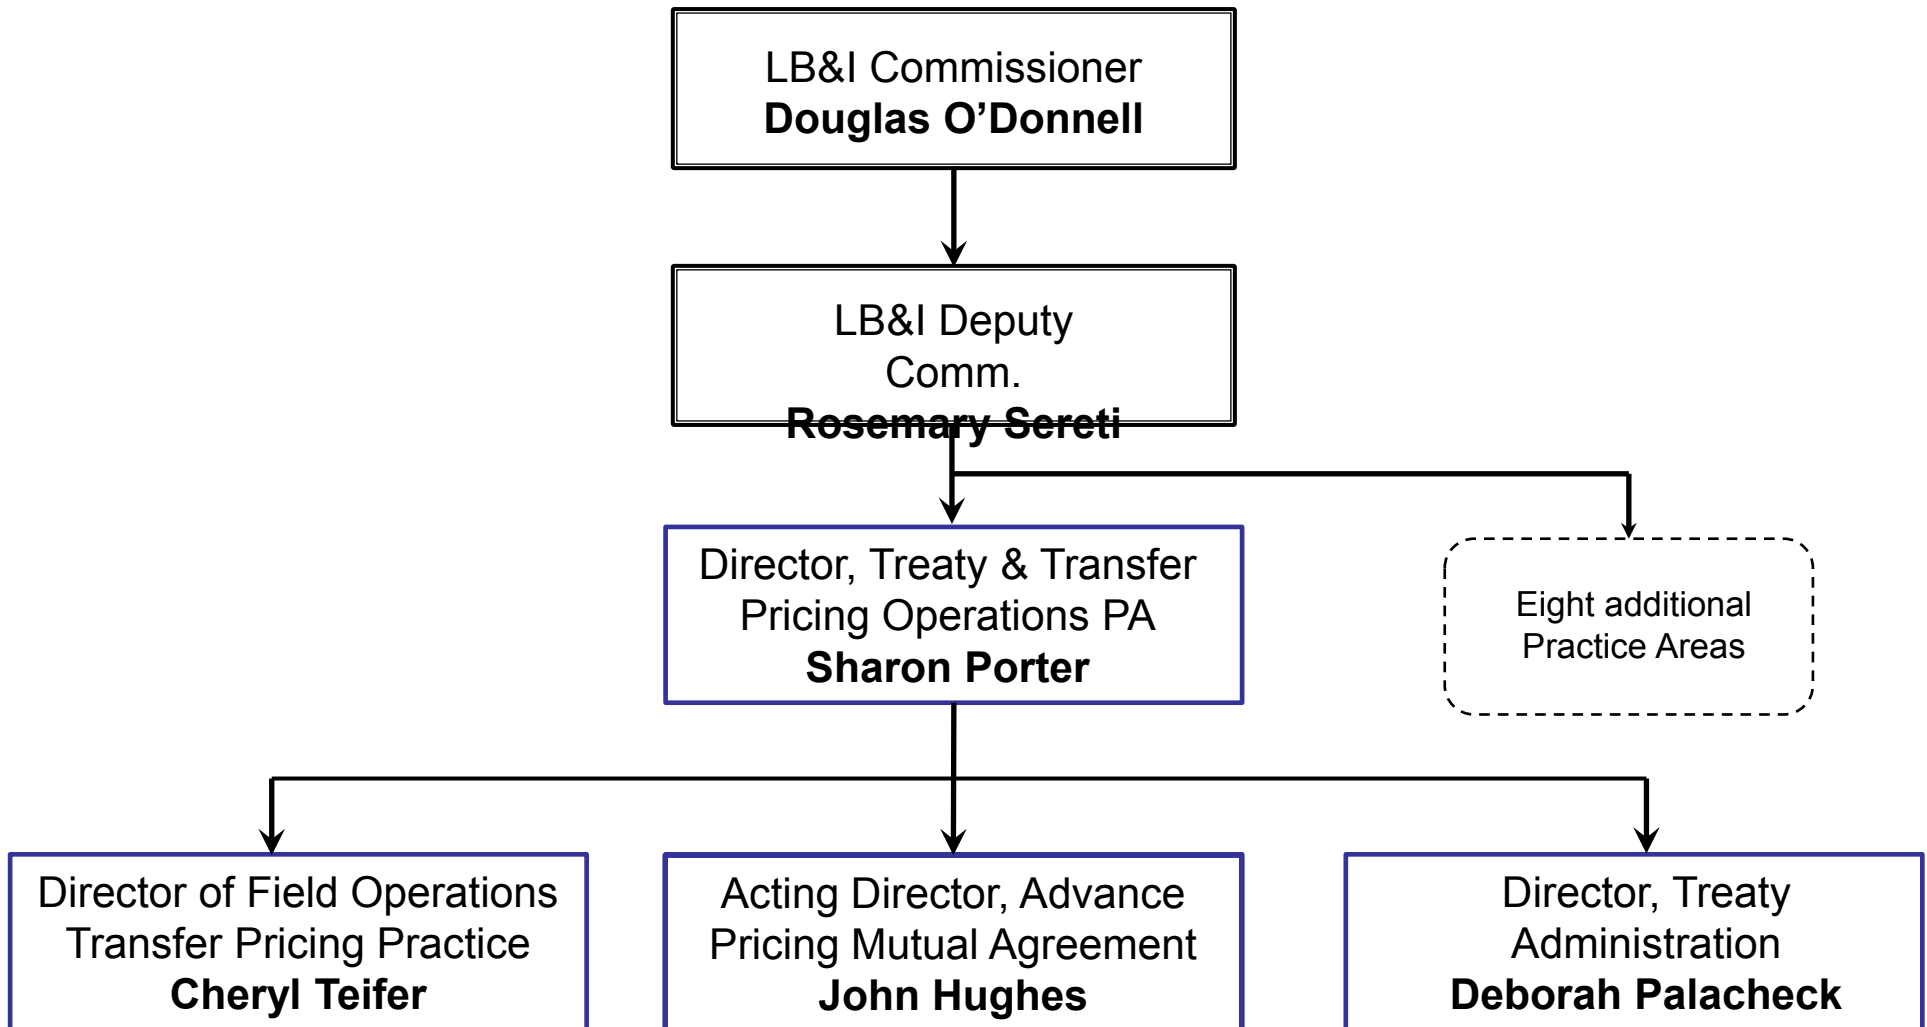 LB&I Commissioner
Douglas O’Donnell
LB&I Deputy
Comm.
Rosemary Sereti
Director, Treaty & Transfer
Pricing Operations PA
Sharon Porter
Eight additional
Practice Areas
Director of Field Operations
Transfer Pricing Practice
Cheryl Teifer
Acting Director, Advance
Pricing Mutual Agreement
John Hughes
Director, Treaty
Administration
Deborah Palacheck